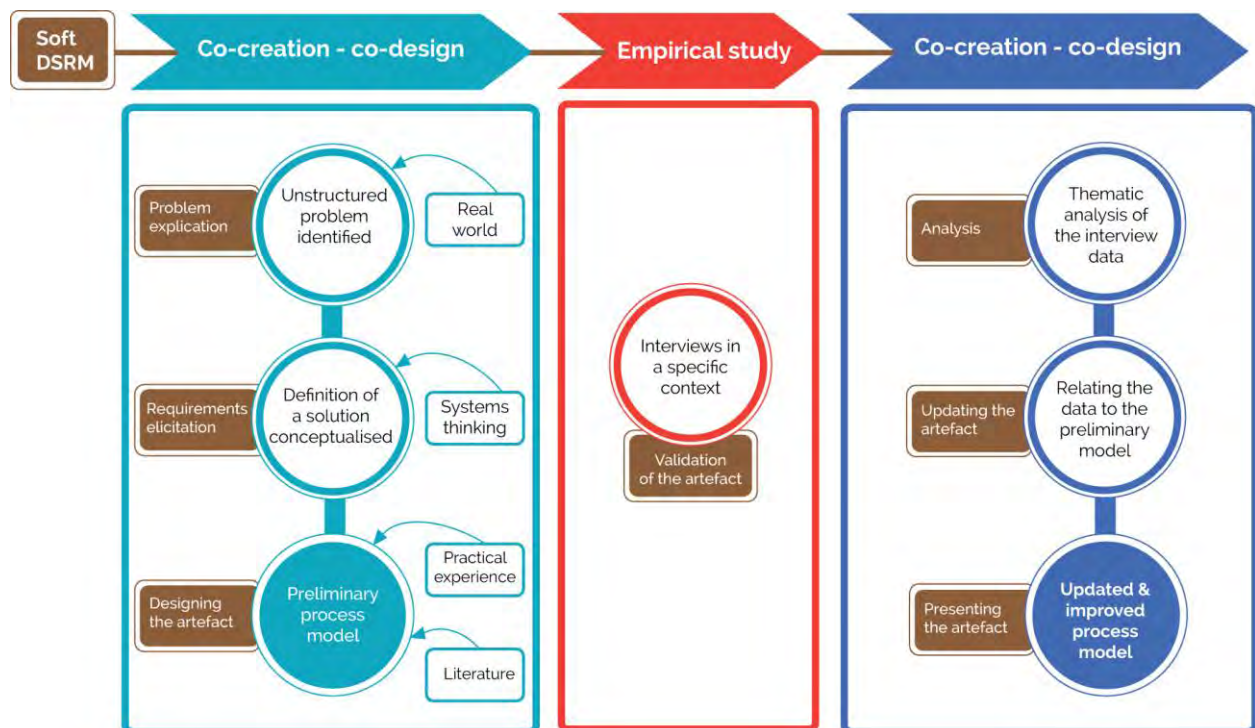 Soft
DSRM
Co-creation - co-design
Empirical study
Co-creation - co-design
Problem
explication
Unstructured
problem
identified
Real
world
Requirements
elicitation
Definition of
a solution
conceptualised
Systems
thinking
Designing
the artefact
Preliminary
process
model
Practical
experience
Literature
Interviews in
a specific
context
Validation
of the artefact
Analysis
Thematic
analysis of
the interview
data
Updating the
artefact
Relating the
data to the
preliminary
model
Presenting
the artefact
Updated &
improved
process
model